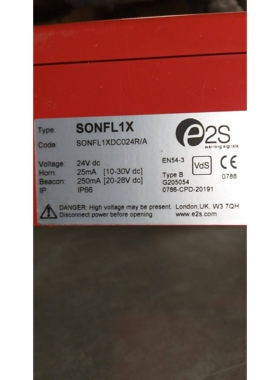 Type SONFL1X
Code SONFL1XDC024R/A
e2S
warning signals
Voltage: 24V dc
Horn: 25mA [10-30V dc]
Beacon: 250mA [20-28V dc]
IP IP66
EN54-3
Type B
G205054
0786-CPD-20191
VdS
CE
0786
DANGER: High voltage may be present.
Disconnect power before opening
London,UK W3 7QH
www.e2s.com